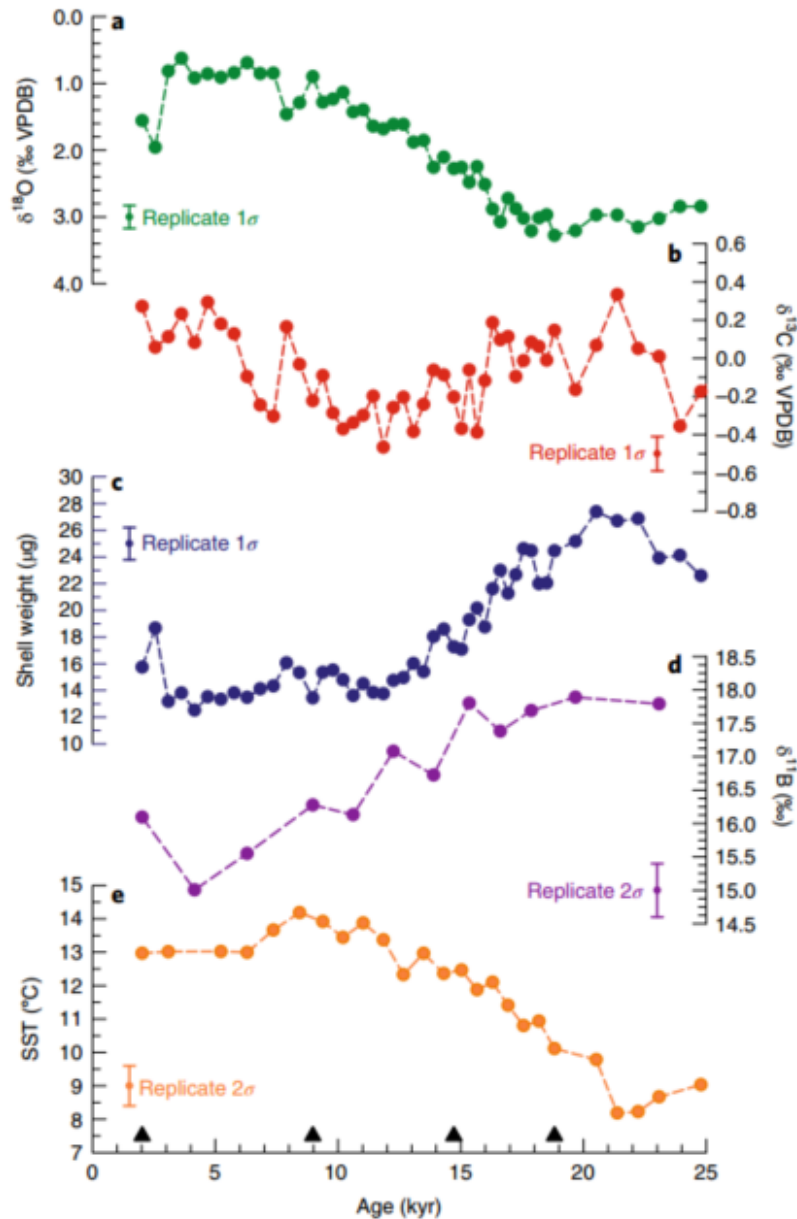 a
0.0
1.0
2.0
3.0
4.0
δ¹⁸O (‰ VPDB)
Replicate 1σ
b
0.6
0.4
0.2
0.0
−0.2
−0.4
−0.6
−0.8
δ¹³C (‰ VPDB)
Replicate 1σ
c
30
28
26
24
22
20
18
16
14
12
10
Shell weight (μg)
Replicate 1σ
d
18.5
18.0
17.5
17.0
16.5
16.0
15.5
15.0
14.5
δ¹¹B (‰)
Replicate 2σ
e
15
14
13
12
11
10
9
8
7
SST (°C)
Replicate 2σ
0 5 10 15 20 25
Age (kyr)